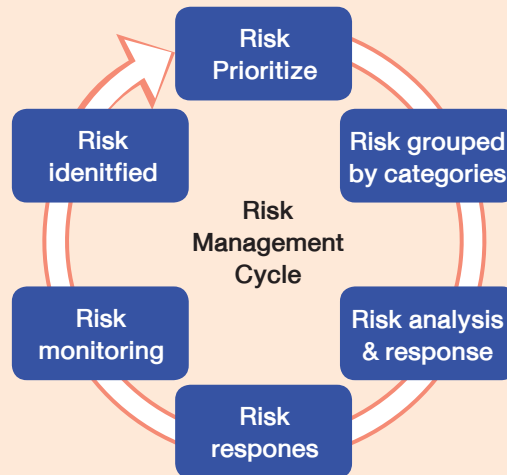 Risk
Prioritize
Risk grouped
by categories
Risk analysis
& response
Risk
respones
Risk
monitoring
Risk
idenitfied
Risk
Management
Cycle